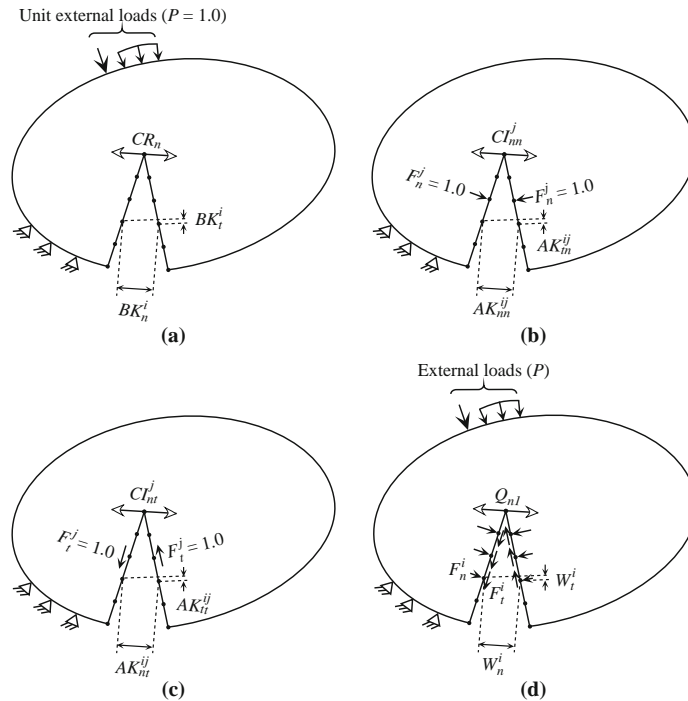 Unit external loads (P = 1.0)
CR_n
BK_t^i
BK_n^i
(a)
CI_nn^j
F_n^j = 1.0
F_n^j = 1.0
AK_tn^ij
AK_nn^ij
(b)
CI_nt^j
F_t^j = 1.0
F_t^j = 1.0
AK_tt^ij
AK_nt^ij
(c)
External loads (P)
Q_nI
F_n^i
F_t^i
W_t^i
W_n^i
(d)